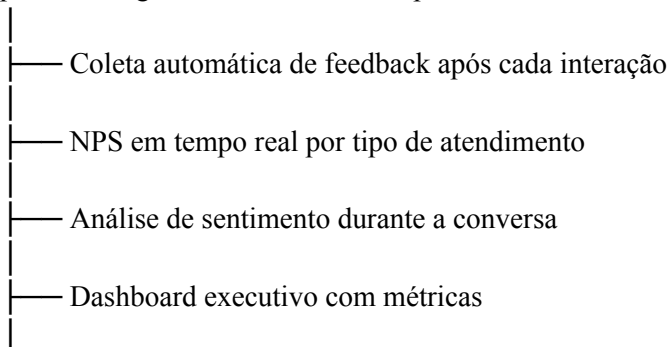 Coleta automática de feedback após cada interação
NPS em tempo real por tipo de atendimento
Análise de sentimento durante a conversa
Dashboard executivo com métricas